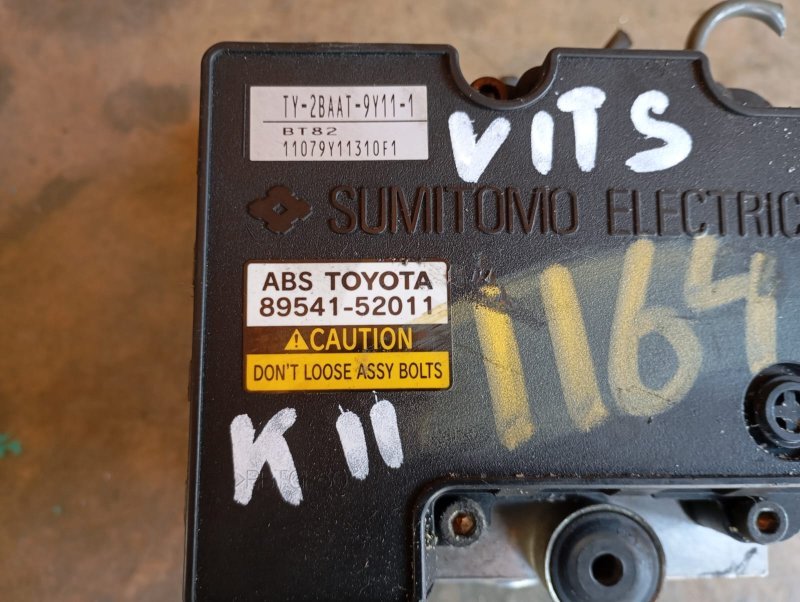 TY-2BAAT-9Y11-1
BT82
11079Y11310F1
VITS
SUMITOMO ELECTRIC
ABS TOYOTA
89541-52011
⚠CAUTION
DON'T LOOSE ASSY BOLTS
1164
K11